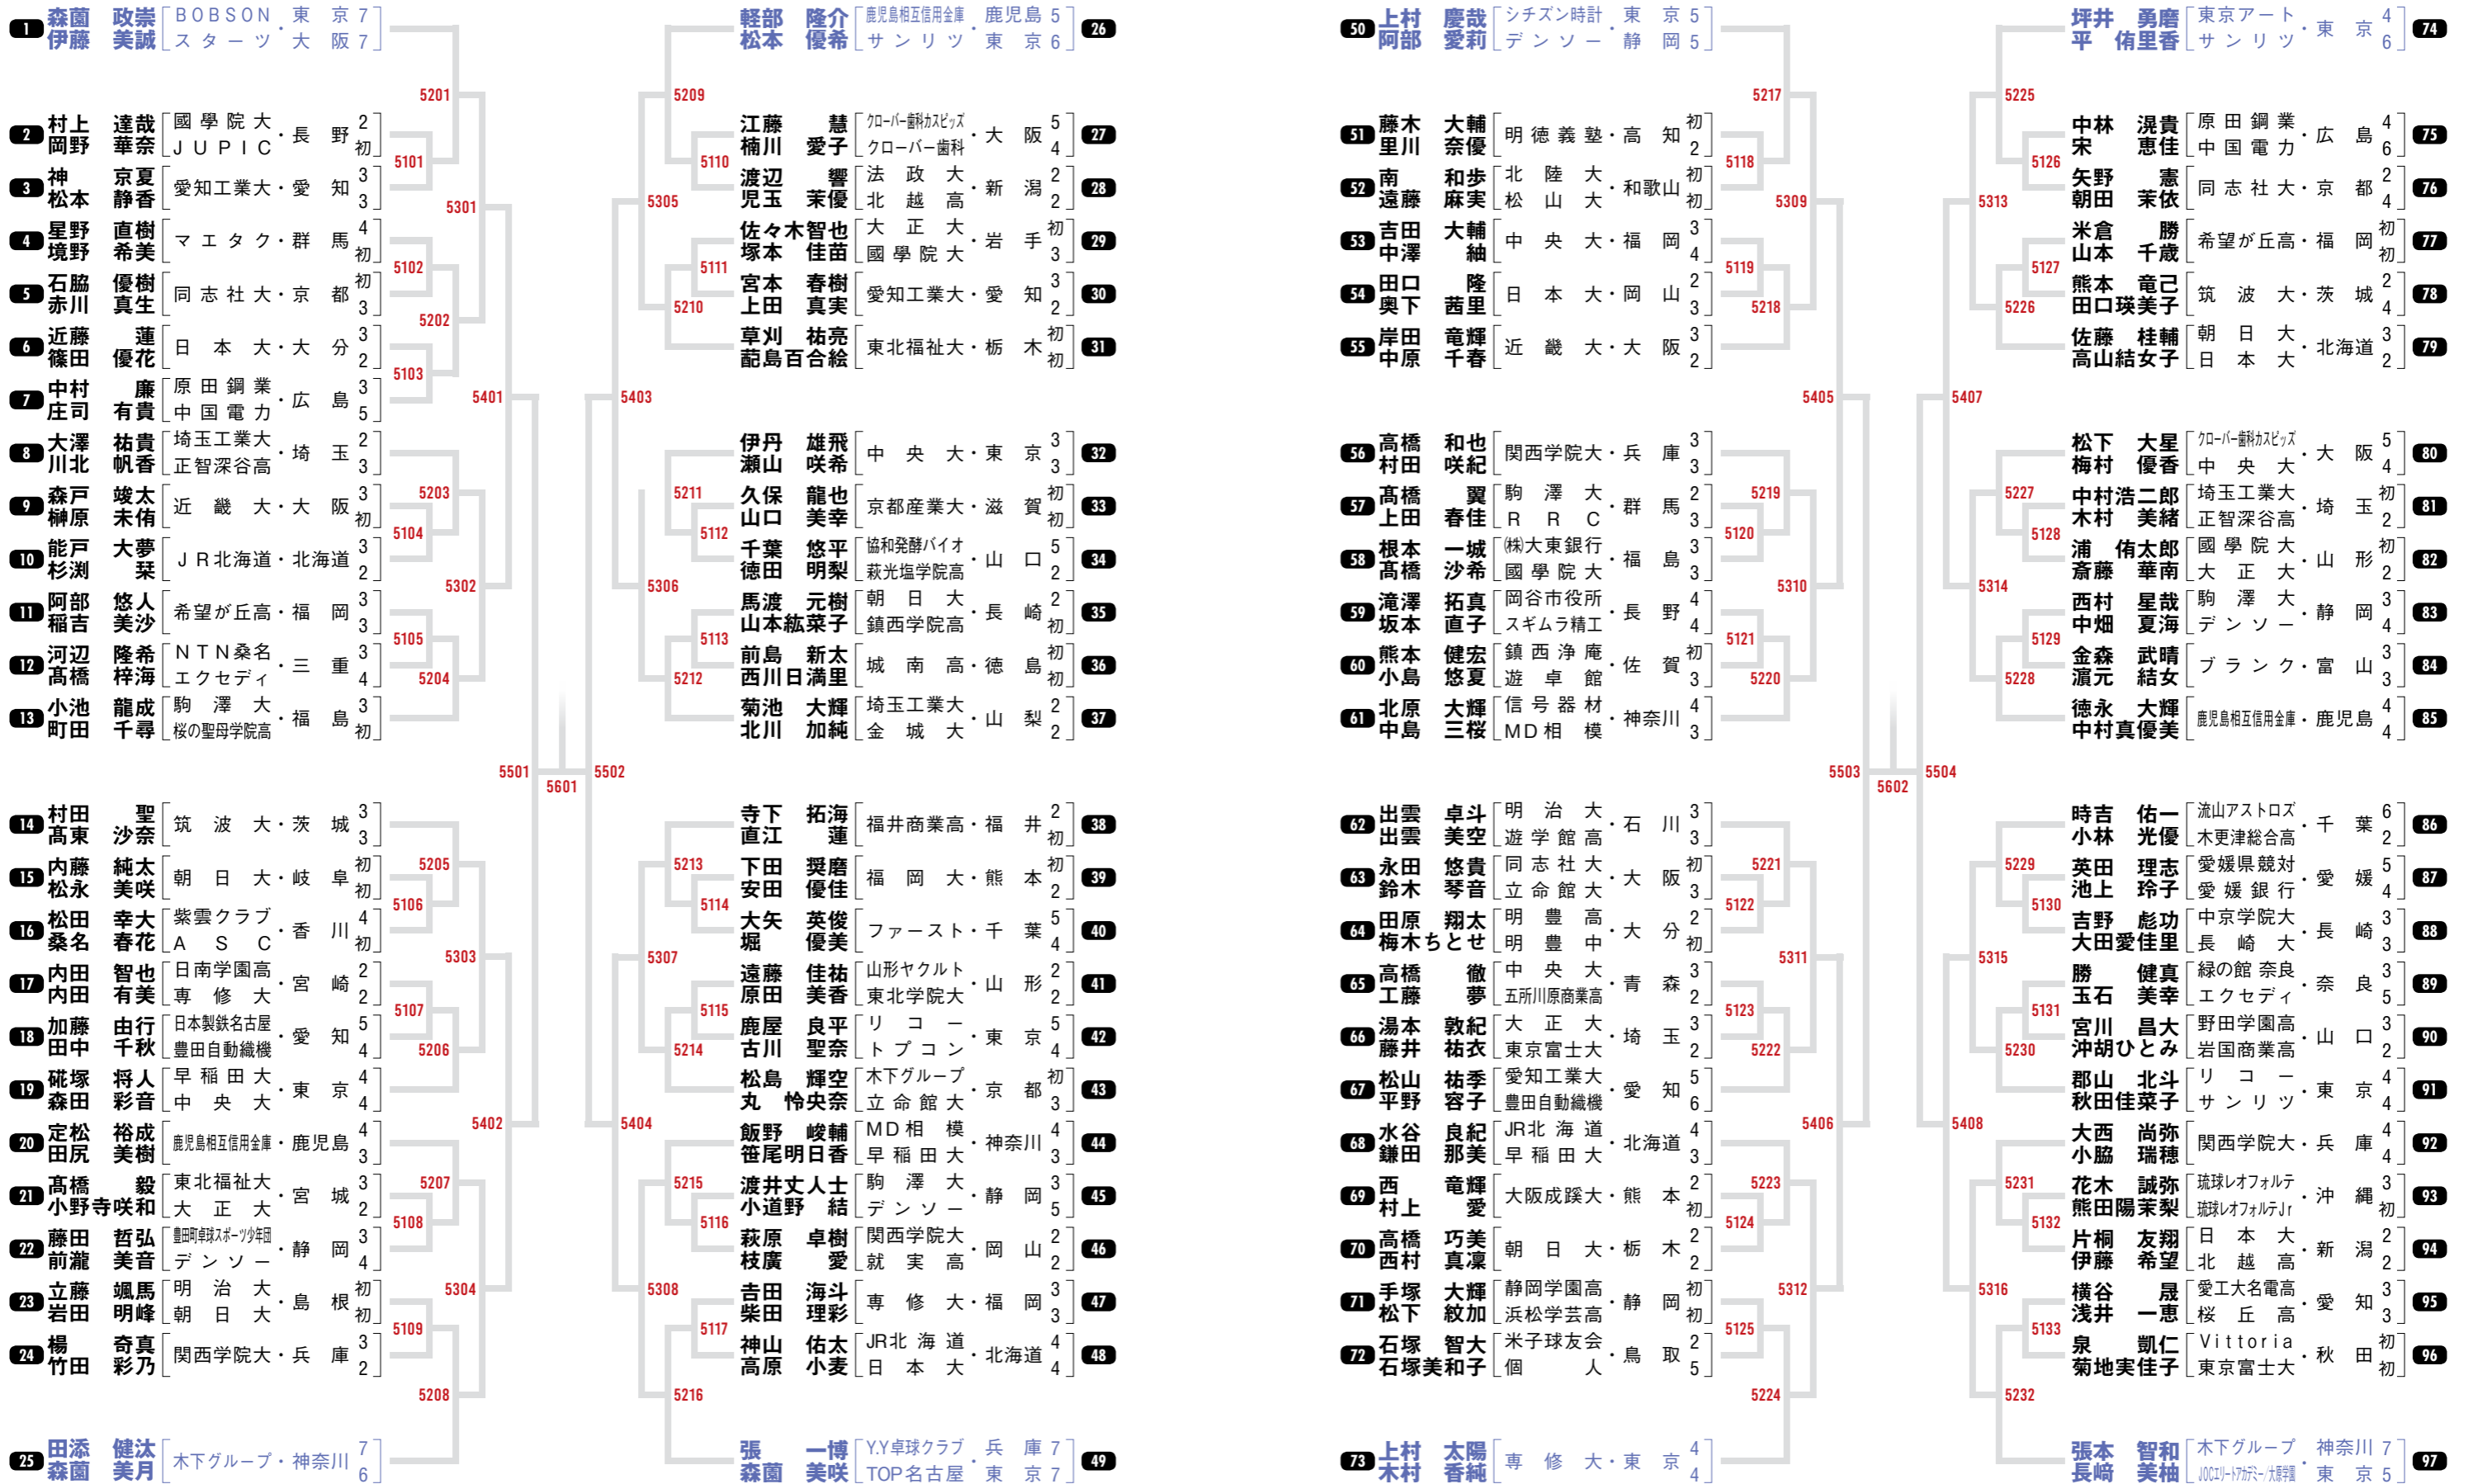 1 森薗 政崇 BOBSON・東京 7
伊藤 美誠 スターツ・大阪 7
2 村上 達哉 國學院大・長野 2
岡野 華奈 JUPIC 初
3 神 京夏 愛知工業大・愛知 3
松本 静香 3
4 星野 直樹 マエタク・群馬 4
境野 希美 初
5 石脇 優樹 同志社大・京都 初
赤川 真生 3
6 近藤 蓮 日本大・大分 3
篠田 優花 2
7 中村 廉 原田鋼業・広島 3
庄司 有貴 中国電力 5
8 大澤 祐貴 埼玉工業大・埼玉 2
川北 帆香 正智深谷高 3
9 森戸 竣太 近畿大・大阪 3
榊原 未侑 初
10 能戸 大夢 JR北海道・北海道 3
杉渕 栞 2
11 阿部 悠人 希望が丘高・福岡 3
稲吉 美沙 3
12 河辺 隆希 NTN桑名・三重 3
髙橋 梓海 エクセディ 4
13 小池 龍成 駒澤大・福島 3
町田 千尋 桜の聖母学院高 初
14 村田 聖 筑波大・茨城 3
髙東 沙奈 3
15 内藤 純太 朝日大・岐阜 初
松永 美咲 初
16 松田 幸大 紫雲クラブ・香川 4
桑名 春花 ASC 初
17 内田 智也 日南学園高・宮崎 2
内田 有美 専修大 2
18 加藤 由行 日本製鉄名古屋・愛知 5
田中 千秋 豊田自動織機 4
19 硴塚 将人 早稲田大・東京 4
森田 彩音 中央大 4
20 定松 裕成 鹿児島相互信用金庫・鹿児島 4
田尻 美樹 3
21 髙橋 毅 東北福祉大・宮城 3
小野寺咲和 大正大 2
22 藤田 哲弘 豊田町卓球スポーツ少年団・静岡 3
前瀧 美音 デンソー 4
23 立藤 颯馬 明治大・島根 初
岩田 明峰 朝日大 初
24 楊 奇真 関西学院大・兵庫 3
竹田 彩乃 2
25 田添 健汰 木下グループ・神奈川 7
森薗 美月 6
5201
5101
5301
5102
5202
5103
5401
5203
5104
5302
5105
5204
5501
5601
5205
5106
5303
5107
5206
5402
5207
5108
5304
5109
5208
軽部 隆介 鹿児島相互信用金庫・鹿児島 5 26
松本 優希 サンリツ・東京 6
江藤 慧 クローバー歯科カスピッズ・大阪 5 27
楠川 愛子 クローバー歯科 4
渡辺 響 法政大・新潟 2 28
児玉 茉優 北越高 2
佐々木智也 大正大・岩手 初 29
塚本 佳苗 國學院大 3
宮本 春樹 愛知工業大・愛知 3 30
上田 真実 2
草刈 祐亮 東北福祉大・栃木 初 31
蓜島百合絵 初
伊丹 雄飛 中央大・東京 3 32
瀬山 咲希 3
久保 龍也 京都産業大・滋賀 初 33
山口 美幸 初
千葉 悠平 協和発酵バイオ・山口 5 34
徳田 明梨 萩光塩学院高 2
馬渡 元樹 朝日大・長崎 2 35
山本紘菜子 鎮西学院高 初
前島 新太 城南高・徳島 初 36
西川日満里 初
菊池 大輝 埼玉工業大・山梨 2 37
北川 加純 金城大 2
寺下 拓海 福井商業高・福井 2 38
直江 蓮 初
下田 奨磨 福岡大・熊本 初 39
安田 優佳 2
大矢 英俊 ファースト・千葉 5 40
堀 優美 4
遠藤 佳祐 山形ヤクルト・山形 2 41
原田 美香 東北学院大 2
鹿屋 良平 リコー・東京 5 42
古川 聖奈 トプコン 4
松島 輝空 木下グループ・京都 初 43
丸 怜央奈 立命館大 3
飯野 峻輔 MD相模・神奈川 4 44
笹尾明日香 早稲田大 3
渡井丈人士 駒澤大・静岡 3 45
小道野 結 デンソー 5
萩原 卓樹 関西学院大・岡山 2 46
枝廣 愛 就実高 2
吉田 海斗 専修大・福岡 3 47
柴田 理彩 3
神山 佑太 JR北海道・北海道 4 48
高原 小麦 日本大 4
張 一博 Y.Y卓球クラブ・兵庫 7 49
森薗 美咲 TOP名古屋・東京 7
5209
5110
5305
5111
5210
5403
5211
5112
5306
5113
5212
5502
5213
5114
5307
5115
5214
5404
5215
5116
5308
5117
5216
50 上村 慶哉 シチズン時計・東京 5
阿部 愛莉 デンソー・静岡 5
51 藤木 大輔 明徳義塾・高知 初
里川 奈優 2
52 南 和歩 北陸大・和歌山 初
遠藤 麻実 松山大 初
53 吉田 大輔 中央大・福岡 3
中澤 紬 4
54 田口 隆 日本大・岡山 2
奥下 茜里 3
55 岸田 竜輝 近畿大・大阪 3
中原 千春 2
56 高橋 和也 関西学院大・兵庫 3
村田 咲紀 3
57 髙橋 翼 駒澤大・群馬 2
上田 春佳 RRC 3
58 根本 一城 ㈱大東銀行・福島 3
髙橋 沙希 國學院大 3
59 滝澤 拓真 岡谷市役所・長野 4
坂本 直子 スギムラ精工 4
60 熊本 健宏 鎮西浄庵・佐賀 初
小島 悠夏 遊卓館 3
61 北原 大輝 信号器材・神奈川 4
中島 三桜 MD相模 3
62 出雲 卓斗 明治大・石川 3
出雲 美空 遊学館高 3
63 永田 悠貴 同志社大・大阪 初
鈴木 琴音 立命館大 3
64 田原 翔太 明豊高・大分 2
梅木ちとせ 明豊中 初
65 高橋 徹 中央大・青森 3
工藤 夢 五所川原商業高 2
66 湯本 敦紀 大正大・埼玉 3
藤井 祐衣 東京富士大 2
67 松山 祐季 愛知工業大・愛知 5
平野 容子 豊田自動織機 6
68 水谷 良紀 JR北海道・北海道 4
鎌田 那美 早稲田大 3
69 西 竜輝 大阪成蹊大・熊本 2
村上 愛 初
70 高橋 巧美 朝日大・栃木 2
西村 真凜 2
71 手塚 大輝 静岡学園高・静岡 初
松下 紋加 浜松学芸高 初
72 石塚 智大 米子球友会・鳥取 2
石塚美和子 個人 5
73 上村 太陽 専修大・東京 4
木村 香純 4
5217
5118
5309
5119
5218
5405
5219
5120
5310
5121
5220
5503
5602
5221
5122
5311
5123
5222
5406
5223
5124
5312
5125
5224
坪井 勇磨 東京アート・東京 4 74
平 侑里香 サンリツ 6
中林 滉貴 原田鋼業・広島 4 75
宋 恵佳 中国電力 6
矢野 憲 同志社大・京都 2 76
朝田 茉依 4
米倉 勝 希望が丘高・福岡 初 77
山本 千歳 初
熊本 竜己 筑波大・茨城 2 78
田口瑛美子 4
佐藤 桂輔 朝日大・北海道 3 79
高山結女子 日本大 2
松下 大星 クローバー歯科カスピッズ・大阪 5 80
梅村 優香 中央大 4
中村浩二郎 埼玉工業大・埼玉 初 81
木村 美緒 正智深谷高 2
浦 侑太郎 國學院大・山形 初 82
斎藤 華南 大正大 2
西村 星哉 駒澤大・静岡 3 83
中畑 夏海 デンソー 4
金森 武晴 ブランク・富山 3 84
濵元 結女 3
徳永 大輝 鹿児島相互信用金庫・鹿児島 4 85
中村真優美 4
時吉 佑一 流山アストロズ・千葉 6 86
小林 光優 木更津総合高 2
英田 理志 愛媛県競対・愛媛 5 87
池上 玲子 愛媛銀行 4
吉野 彪功 中京学院大・長崎 3 88
大田愛佳里 長崎大 3
勝 健真 緑の館 奈良・奈良 3 89
玉石 美幸 エクセディ 5
宮川 昌大 野田学園高・山口 3 90
沖胡ひとみ 岩国商業高 2
郡山 北斗 リコー・東京 4 91
秋田佳菜子 サンリツ 4
大西 尚弥 関西学院大・兵庫 4 92
小脇 瑞穂 4
花木 誠弥 琉球レオフォルテ・沖縄 3 93
熊田陽茉梨 琉球レオフォルテJr 初
片桐 友翔 日本大・新潟 2 94
伊藤 希望 北越高 2
横谷 晟 愛工大名電高・愛知 3 95
浅井 一恵 桜丘高 3
泉 凱仁 Vittoria・秋田 初 96
菊地実佳子 東京富士大 初
張本 智和 木下グループ・神奈川 7 97
長﨑 美柚 JOCエリートアカデミー/大原学園・東京 5
5225
5126
5313
5127
5226
5407
5227
5128
5314
5129
5228
5504
5229
5130
5315
5131
5230
5408
5231
5132
5316
5133
5232